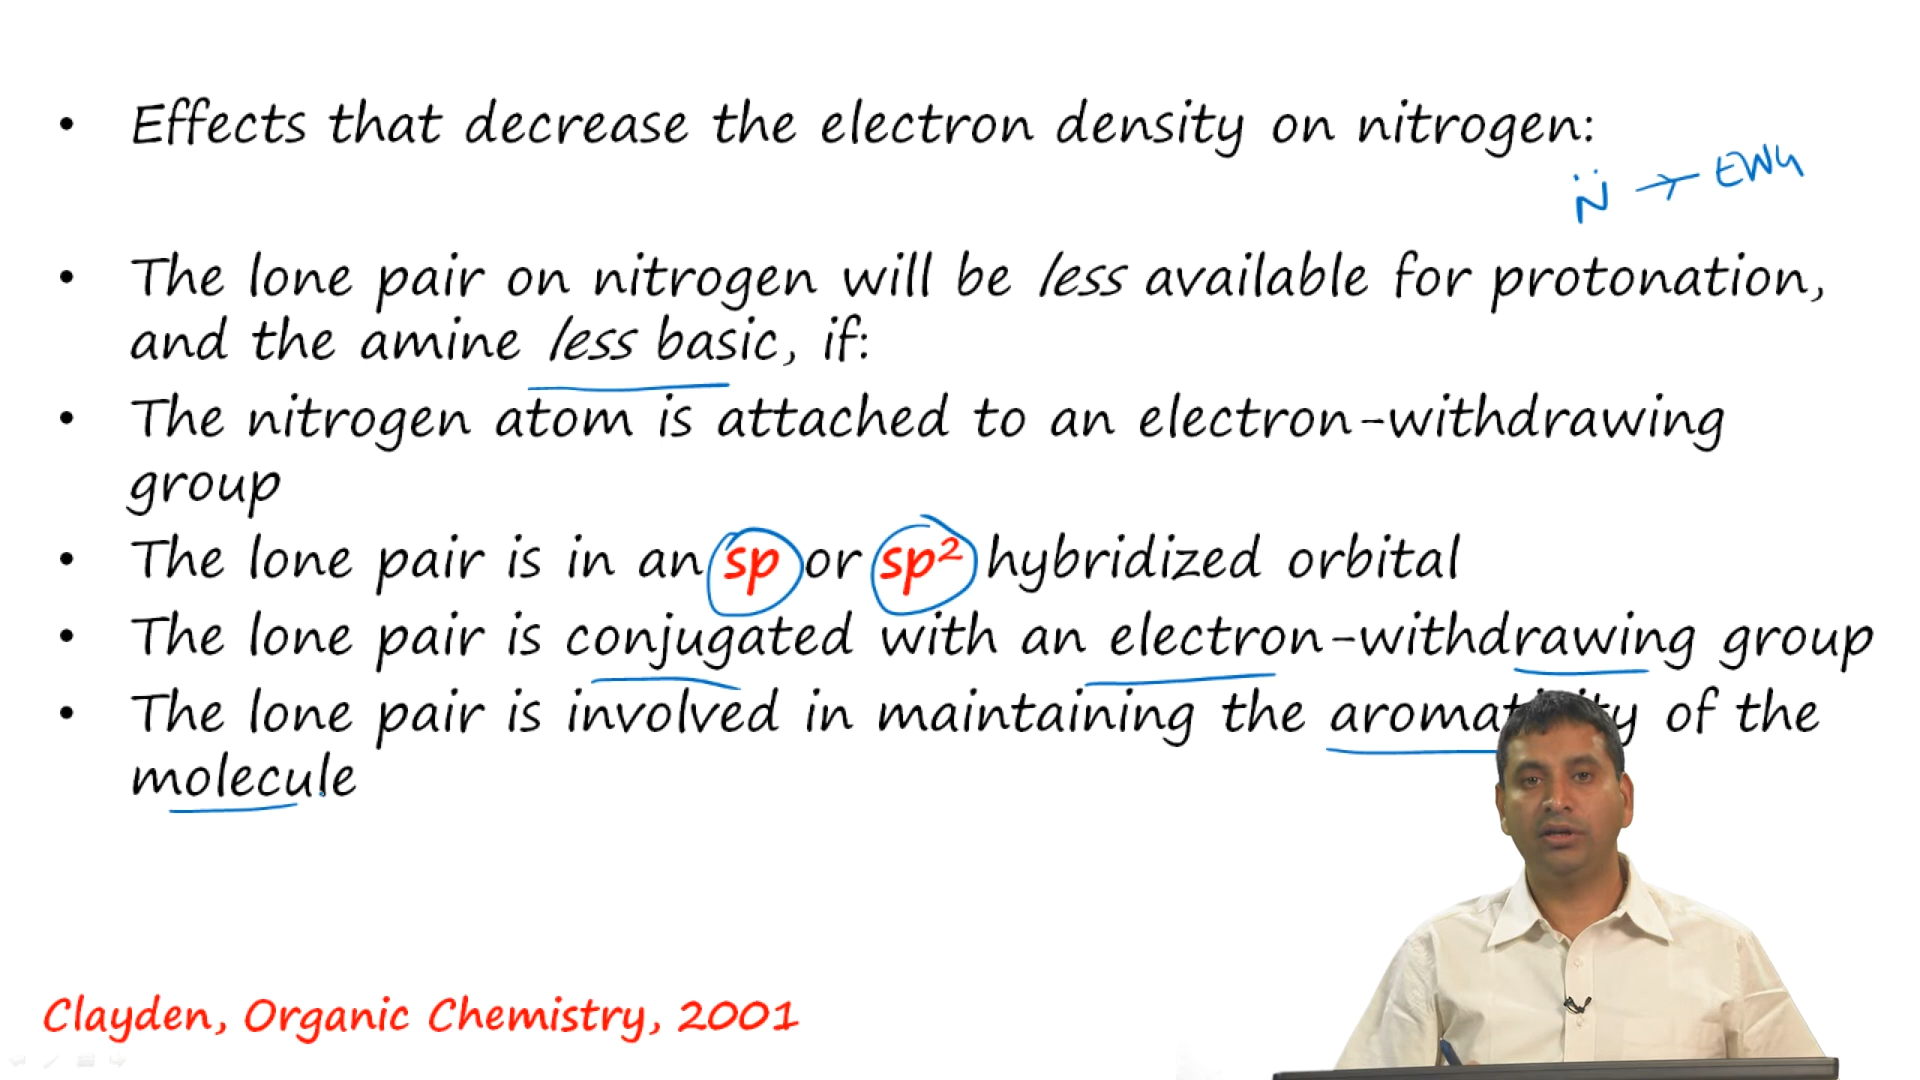 • Effects that decrease the electron density on nitrogen:
N̈ → EWG
• The lone pair on nitrogen will be less available for protonation,
and the amine less basic, if:
• The nitrogen atom is attached to an electron-withdrawing
group
• The lone pair is in an sp or sp² hybridized orbital
• The lone pair is conjugated with an electron-withdrawing group
• The lone pair is involved in maintaining the aromaticity of the
molecule
Clayden, Organic Chemistry, 2001